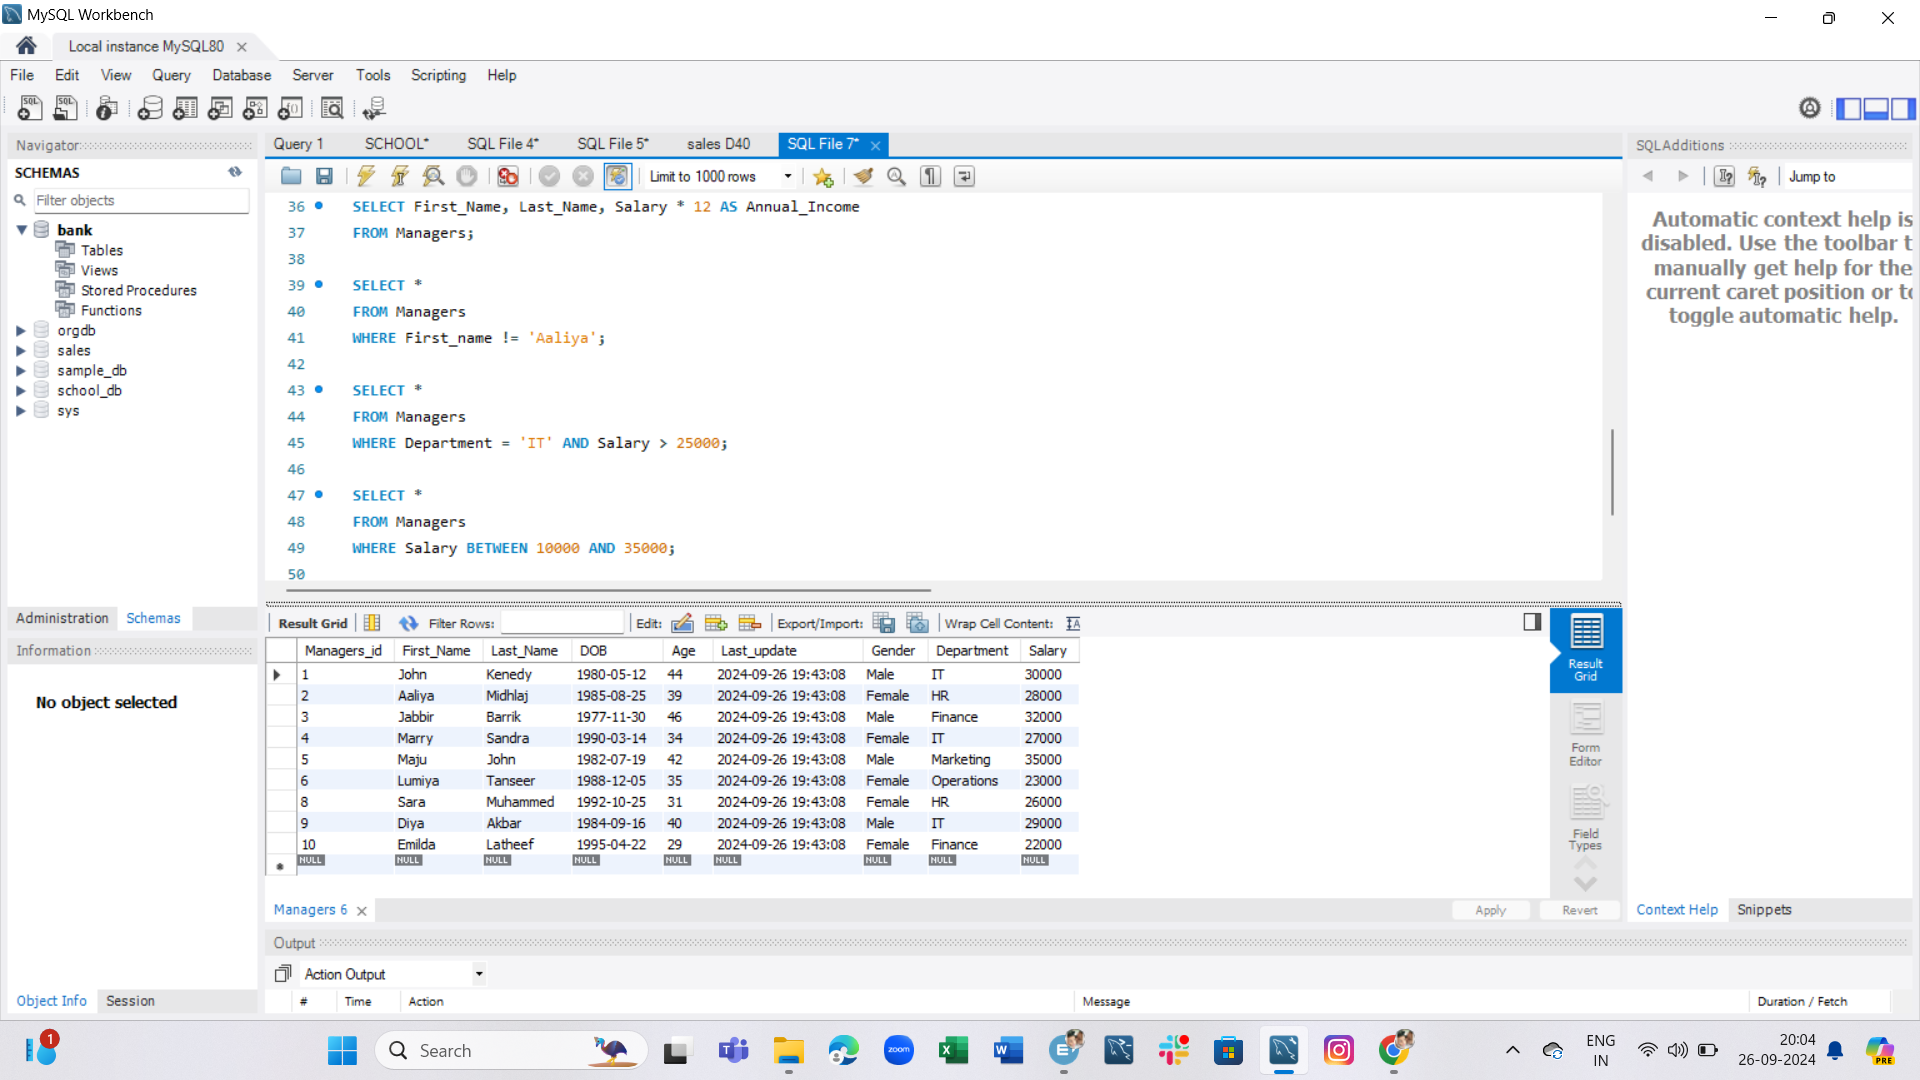 MySQL Workbench
Local instance MySQL80
File Edit View Query Database Server Tools Scripting Help
Navigator
SCHEMAS
Filter objects
bank
Tables
Views
Stored Procedures
Functions
orgdb
sales
sample_db
school_db
sys
Administration Schemas
Information
No object selected
Object Info Session
Query 1 SCHOOL* SQL File 4* SQL File 5* sales D40 SQL File 7*
Limit to 1000 rows
36 SELECT First_Name, Last_Name, Salary * 12 AS Annual_Income
37 FROM Managers;
38
39 SELECT *
40 FROM Managers
41 WHERE First_name != 'Aaliya';
42
43 SELECT *
44 FROM Managers
45 WHERE Department = 'IT' AND Salary > 25000;
46
47 SELECT *
48 FROM Managers
49 WHERE Salary BETWEEN 10000 AND 35000;
50
Result Grid Filter Rows: Edit: Export/Import: Wrap Cell Content:
Managers_id First_Name Last_Name DOB Age Last_update Gender Department Salary
1 John Kenedy 1980-05-12 44 2024-09-26 19:43:08 Male IT 30000
2 Aaliya Midhlaj 1985-08-25 39 2024-09-26 19:43:08 Female HR 28000
3 Jabbir Barrik 1977-11-30 46 2024-09-26 19:43:08 Male Finance 32000
4 Marry Sandra 1990-03-14 34 2024-09-26 19:43:08 Female IT 27000
5 Maju John 1982-07-19 42 2024-09-26 19:43:08 Male Marketing 35000
6 Lumiya Tanseer 1988-12-05 35 2024-09-26 19:43:08 Female Operations 23000
8 Sara Muhammed 1992-10-25 31 2024-09-26 19:43:08 Female HR 26000
9 Diya Akbar 1984-09-16 40 2024-09-26 19:43:08 Male IT 29000
10 Emilda Latheef 1995-04-22 29 2024-09-26 19:43:08 Female Finance 22000
NULL NULL NULL NULL NULL NULL NULL NULL NULL
Result
Grid
Form
Editor
Field
Types
Managers 6
Apply Revert
Output
Action Output
# Time Action Message Duration / Fetch
SQLAdditions
Jump to
Automatic context help is
disabled. Use the toolbar t
manually get help for the
current caret position or to
toggle automatic help.
Context Help Snippets
1
Search
zoom
PRE
ENG
IN
20:04
26-09-2024